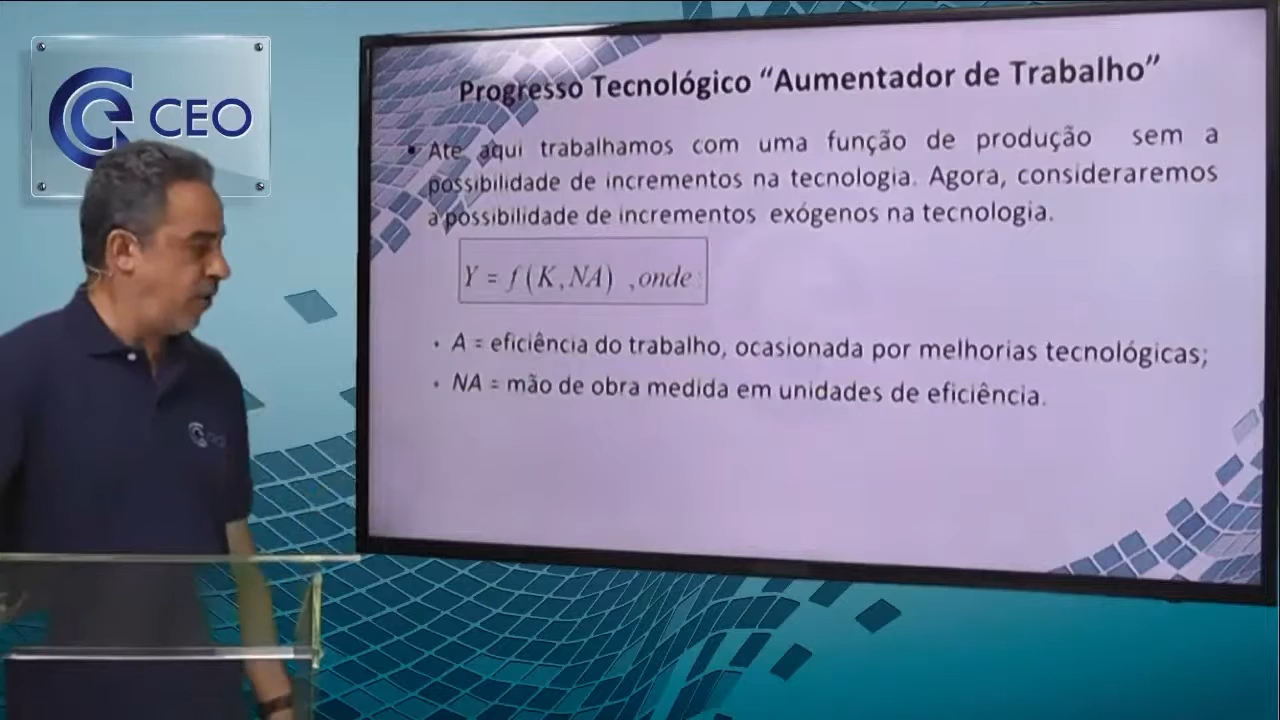 CEO
Progresso Tecnológico “Aumentador de Trabalho”
• Ate aqui trabalhamos com uma função de produção sem a
possibilidade de incrementos na tecnologia. Agora, consideraremos
a possibilidade de incrementos exógenos na tecnologia.
Y = f(K,NA) ,onde :
• A = eficiência do trabalho, ocasionada por melhorias tecnológicas;
• NA = mão de obra medida em unidades de eficiência.